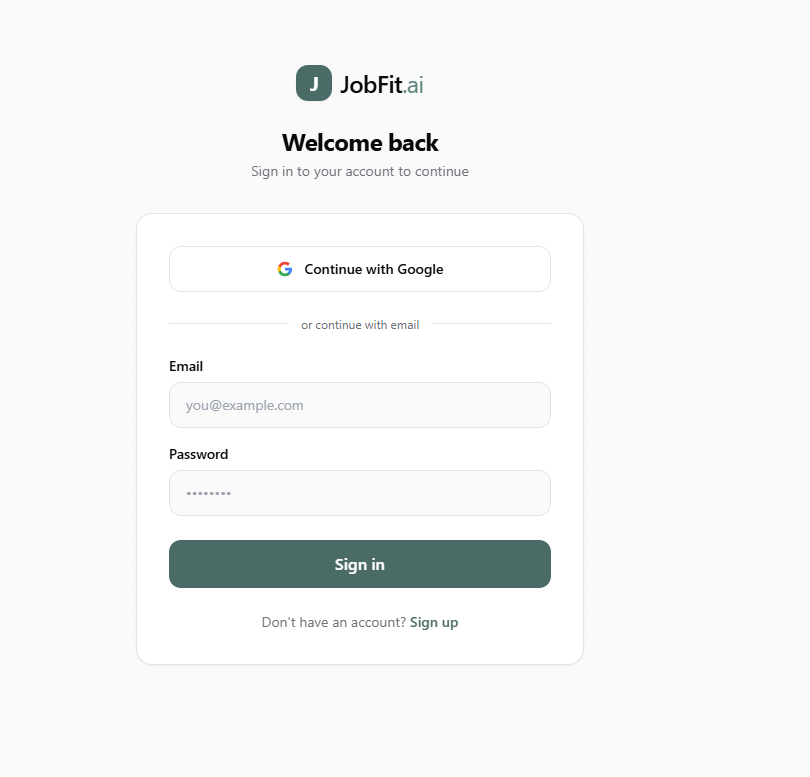 J JobFit.ai
Welcome back
Sign in to your account to continue
Continue with Google
or continue with email
Email
you@example.com
Password
••••••••
Sign in
Don't have an account? Sign up